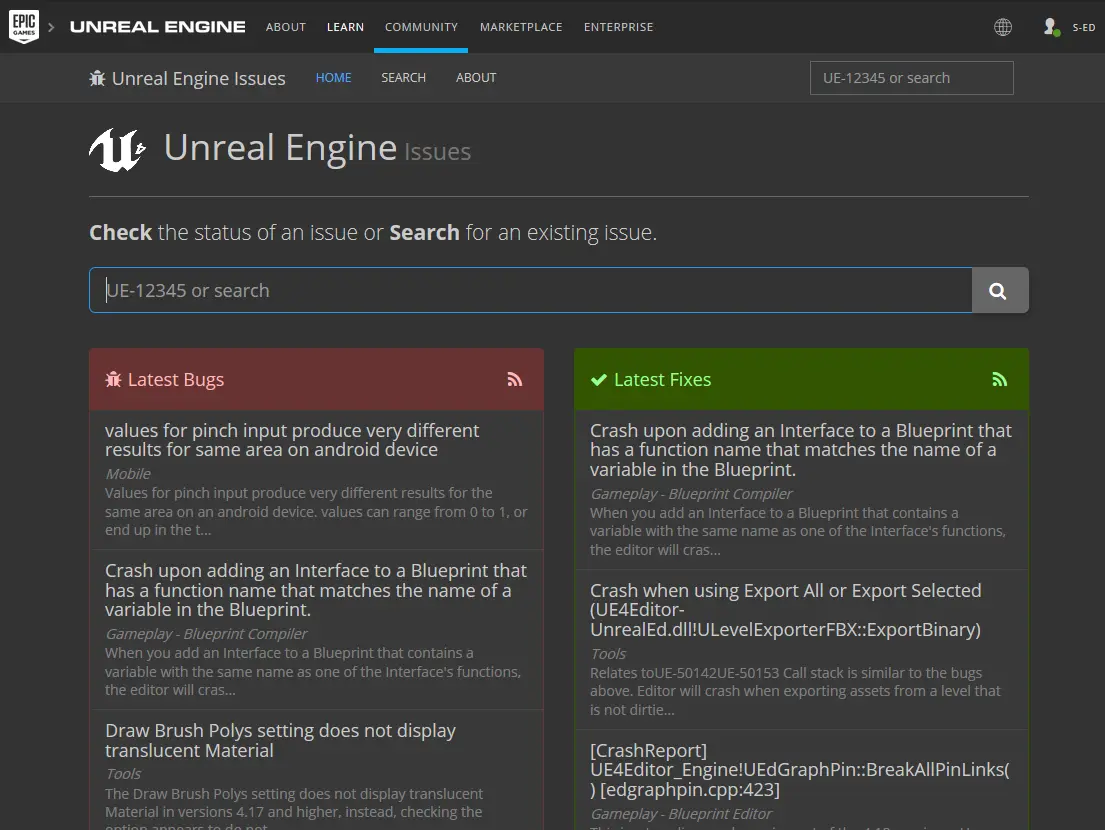 EPIC GAMES
UNREAL ENGINE
ABOUT
LEARN
COMMUNITY
MARKETPLACE
ENTERPRISE
S-ED
Unreal Engine Issues
HOME
SEARCH
ABOUT
UE-12345 or search
Unreal Engine Issues
Check the status of an issue or Search for an existing issue.
UE-12345 or search
Latest Bugs
values for pinch input produce very different
results for same area on android device
Mobile
Values for pinch input produce very different results for the
same area on an android device. values can range from 0 to 1, or
end up in the t...
Crash upon adding an Interface to a Blueprint that
has a function name that matches the name of a
variable in the Blueprint.
Gameplay - Blueprint Compiler
When you add an Interface to a Blueprint that contains a
variable with the same name as one of the Interface's functions,
the editor will cras...
Draw Brush Polys setting does not display
translucent Material
Tools
The Draw Brush Polys setting does not display translucent
Material in versions 4.17 and higher, instead, checking the
option appears to do not...
Latest Fixes
Crash upon adding an Interface to a Blueprint that
has a function name that matches the name of a
variable in the Blueprint.
Gameplay - Blueprint Compiler
When you add an Interface to a Blueprint that contains a
variable with the same name as one of the Interface's functions,
the editor will cras...
Crash when using Export All or Export Selected
(UE4Editor-
UnrealEd.dll!ULevelExporterFBX::ExportBinary)
Tools
Relates toUE-50142UE-50153 Call stack is similar to the bugs
above. Editor will crash when exporting assets from a level that
is not dirtie...
[CrashReport]
UE4Editor_Engine!UEdGraphPin::BreakAllPinLinks(
) [edgraphpin.cpp:423]
Gameplay - Blueprint Editor